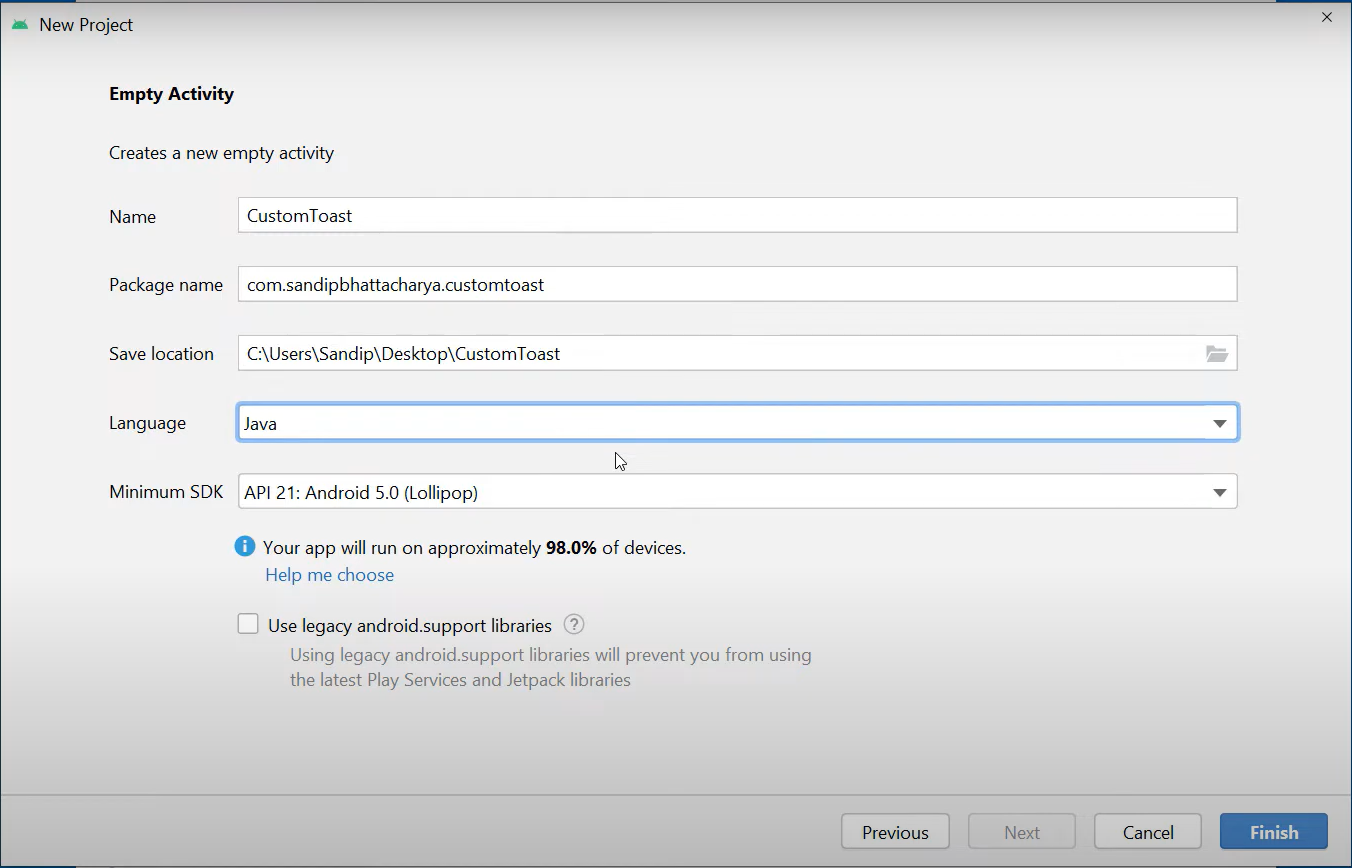 New Project
Empty Activity
Creates a new empty activity
Name CustomToast
Package name com.sandipbhattacharya.customtoast
Save location C:\Users\Sandip\Desktop\CustomToast
Language Java
Minimum SDK API 21: Android 5.0 (Lollipop)
i Your app will run on approximately 98.0% of devices.
Help me choose
Use legacy android.support libraries ?
Using legacy android.support libraries will prevent you from using
the latest Play Services and Jetpack libraries
Previous Next Cancel Finish